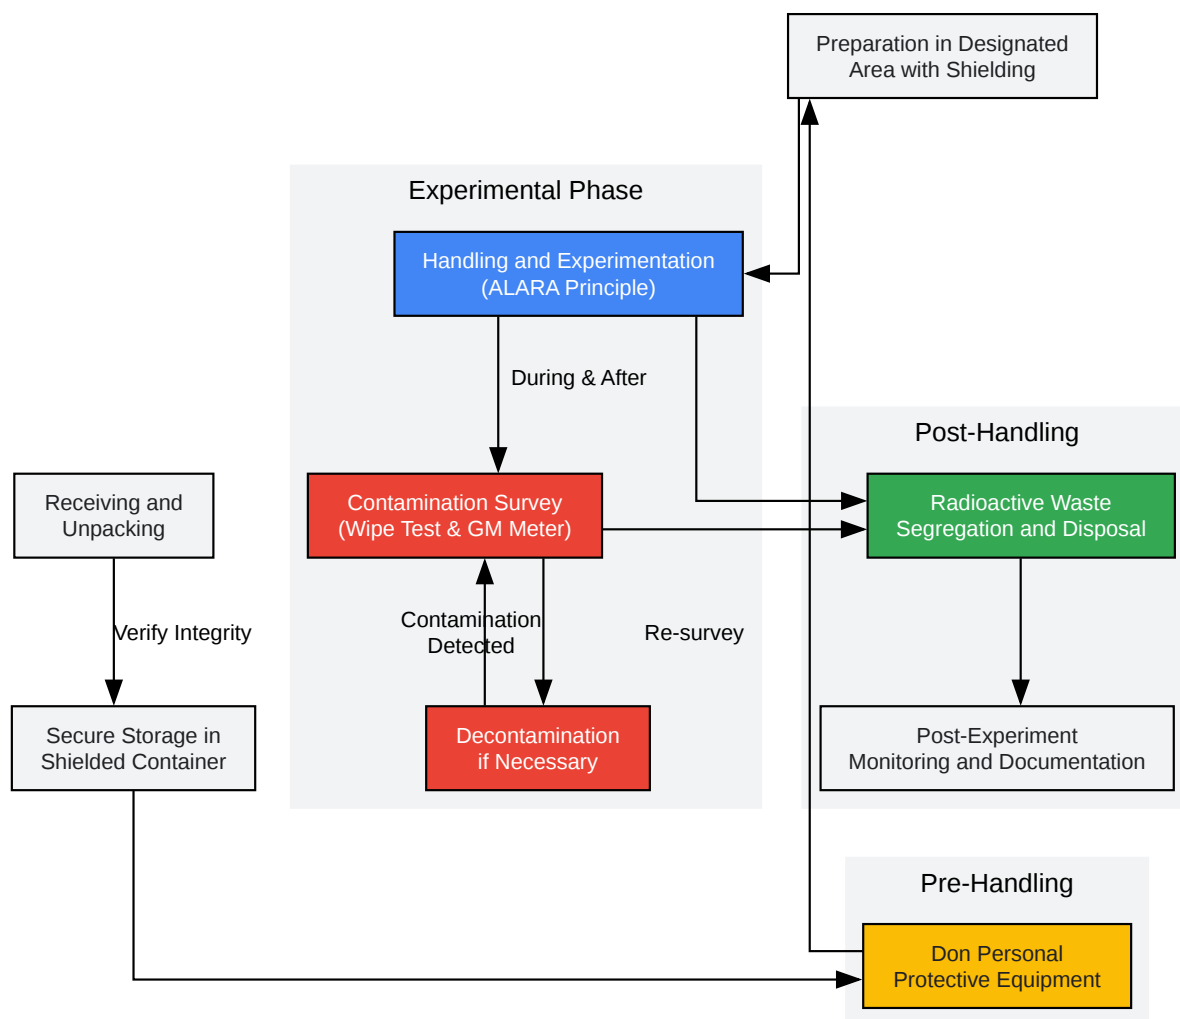 Preparation in Designated
Area with Shielding
Experimental Phase
Handling and Experimentation
(ALARA Principle)
During & After
Post-Handling
Receiving and
Unpacking
Contamination Survey
(Wipe Test & GM Meter)
Radioactive Waste
Segregation and Disposal
Verify Integrity
Contamination
Detected
Re-survey
Secure Storage in
Shielded Container
Decontamination
if Necessary
Post-Experiment
Monitoring and Documentation
Pre-Handling
Don Personal
Protective Equipment